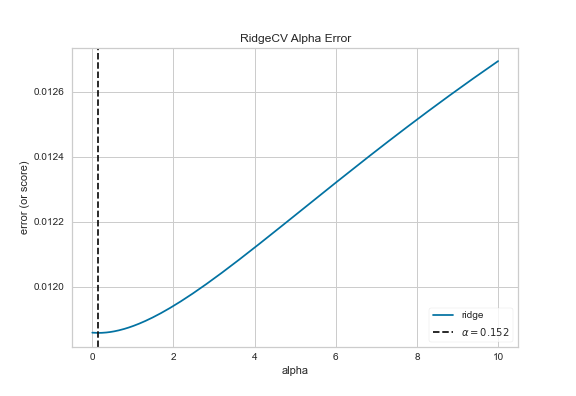 RidgeCV Alpha Error
error (or score)
0.0126
0.0124
0.0122
0.0120
0 2 4 6 8 10
alpha
ridge
α = 0.152